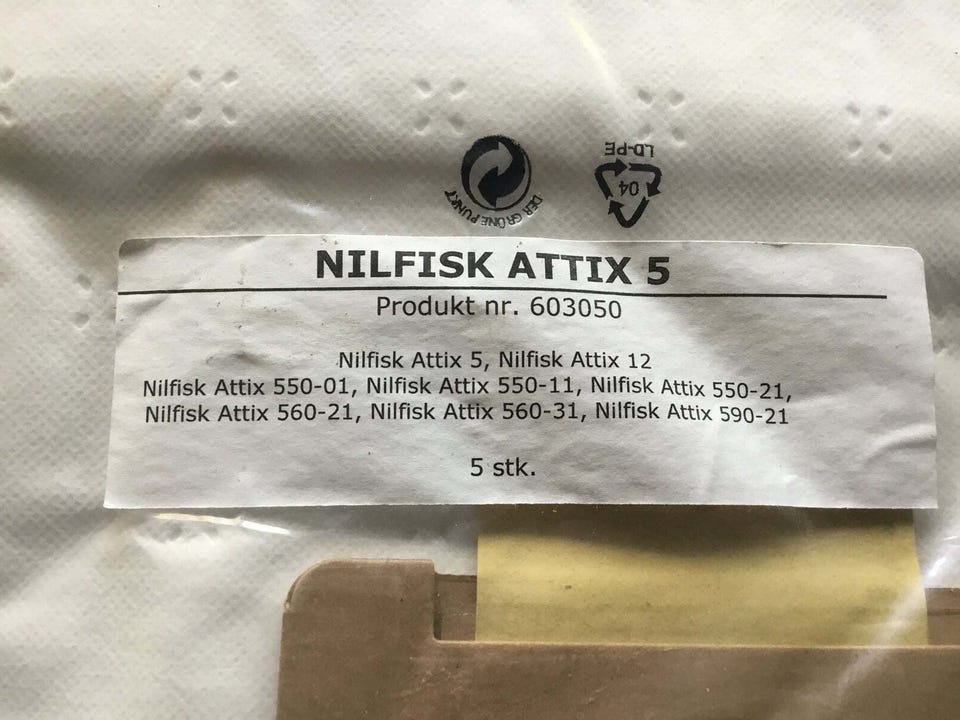 LD-PE
04
DER GRÜNE PUNKT
NILFISK ATTIX 5
Produkt nr. 603050
Nilfisk Attix 5, Nilfisk Attix 12
Nilfisk Attix 550-01, Nilfisk Attix 550-11, Nilfisk Attix 550-21,
Nilfisk Attix 560-21, Nilfisk Attix 560-31, Nilfisk Attix 590-21
5 stk.